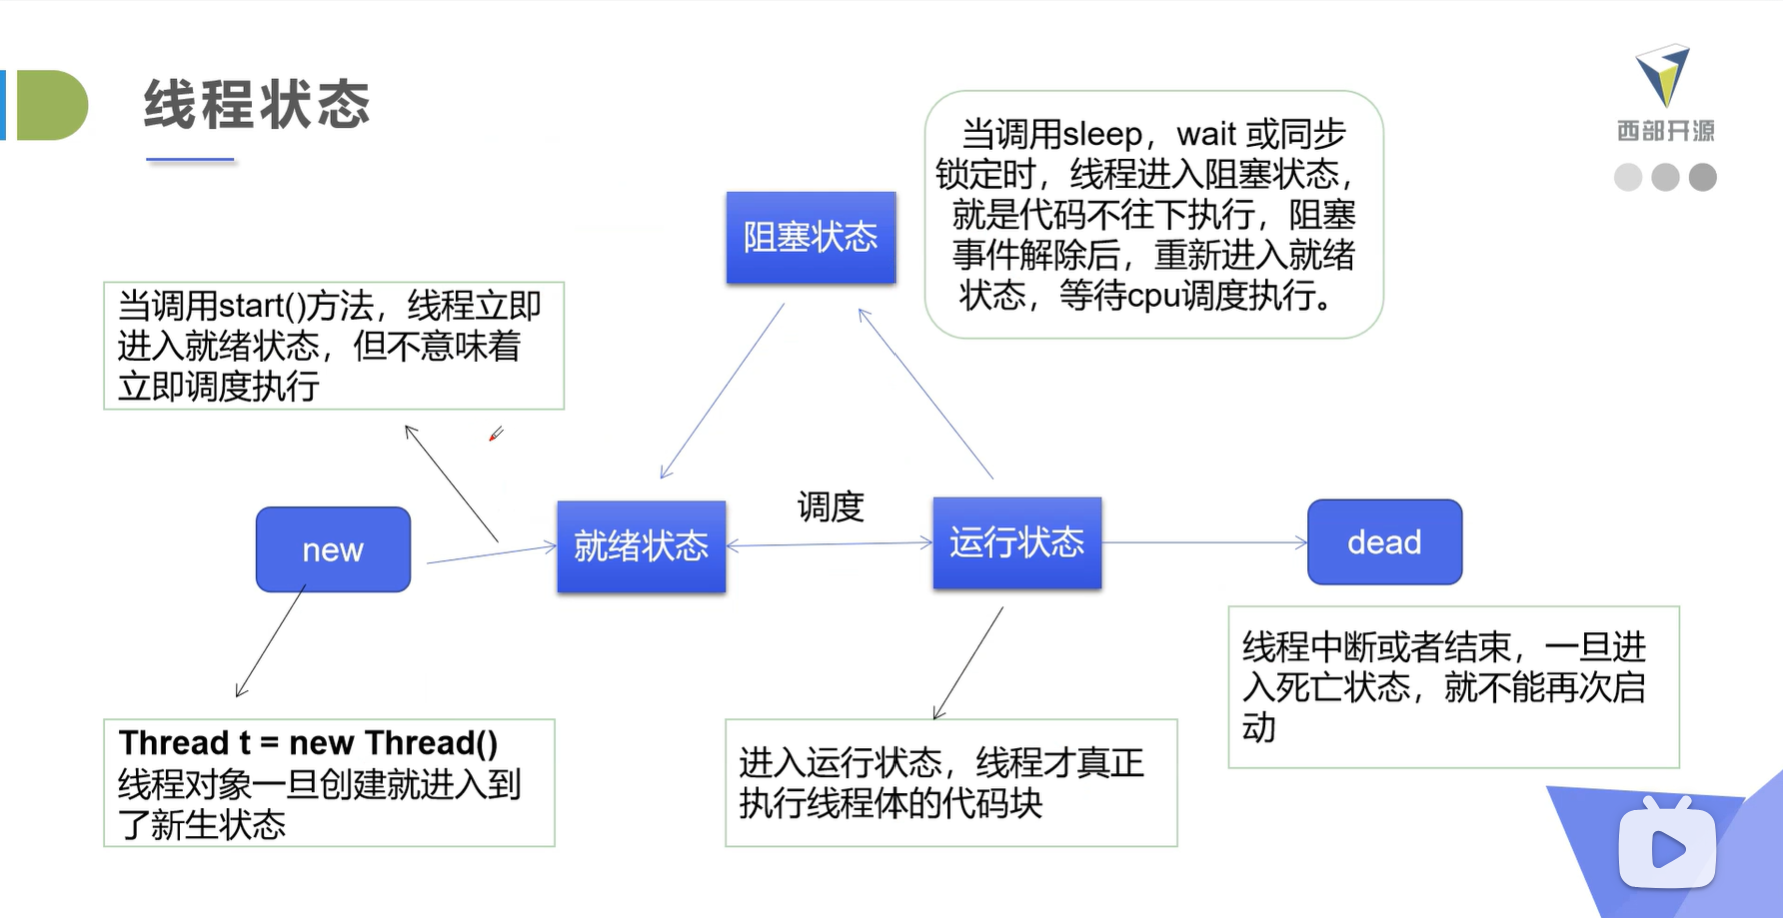 线程状态
西部开源
当调用sleep，wait 或同步
锁定时，线程进入阻塞状态，
就是代码不往下执行，阻塞
事件解除后，重新进入就绪
状态，等待cpu调度执行。
阻塞状态
当调用start()方法，线程立即
进入就绪状态，但不意味着
立即调度执行
new
就绪状态
调度
运行状态
dead
Thread t = new Thread()
线程对象一旦创建就进入到
了新生状态
进入运行状态，线程才真正
执行线程体的代码块
线程中断或者结束，一旦进
入死亡状态，就不能再次启
动